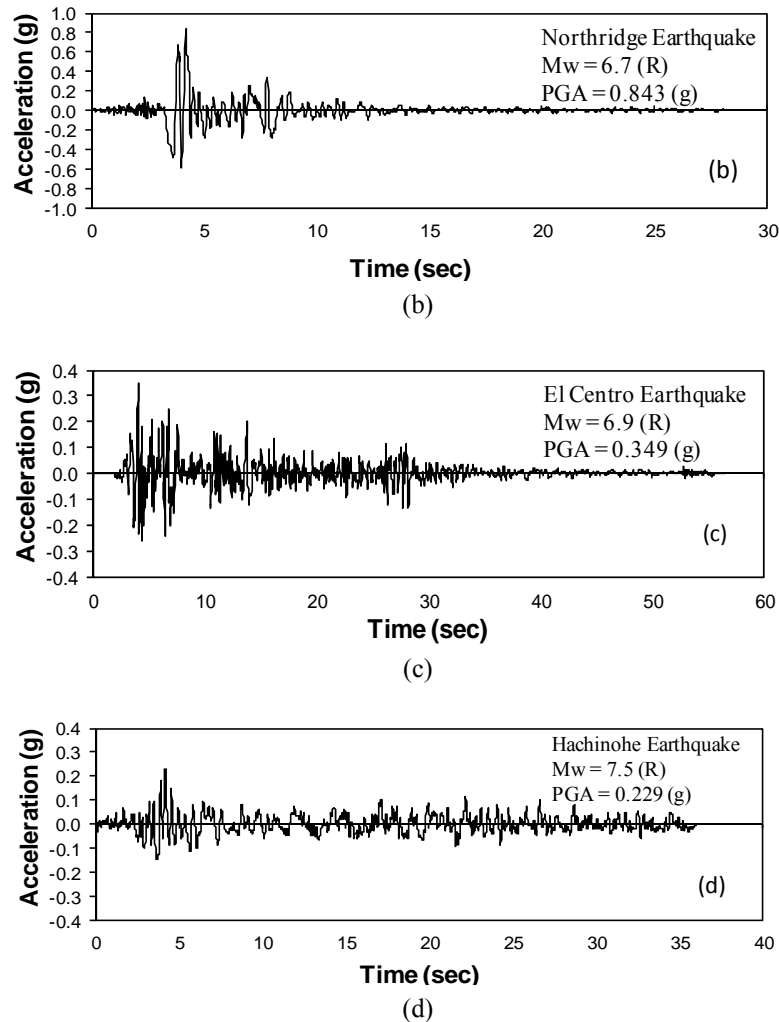 1.0
0.8
0.6
0.4
0.2
0.0
-0.2
-0.4
-0.6
-0.8
-1.0
Acceleration (g)
Northridge Earthquake
Mw = 6.7 (R)
PGA = 0.843 (g)
(b)
0 5 10 15 20 25 30
Time (sec)
(b)
0.4
0.3
0.2
0.1
0.0
-0.1
-0.2
-0.3
-0.4
Acceleration (g)
El Centro Earthquake
Mw = 6.9 (R)
PGA = 0.349 (g)
(c)
0 10 20 30 40 50 60
Time (sec)
(c)
0.4
0.3
0.2
0.1
0.0
-0.1
-0.2
-0.3
-0.4
Acceleration (g)
Hachinohe Earthquake
Mw = 7.5 (R)
PGA = 0.229 (g)
(d)
0 5 10 15 20 25 30 35 40
Time (sec)
(d)